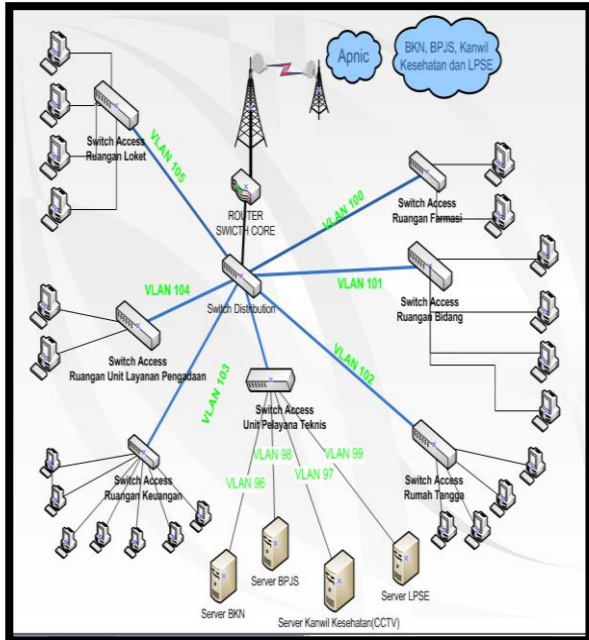 Apnic
BKN, BPJS, Kanwil
Kesehatan dan LPSE
Switch Access
Ruangan Loket
VLAN 105
ROUTER
SWICTH CORE
VLAN 100
Switch Access
Ruangan Farmasi
VLAN 104
Switch Distribution
VLAN 101
Switch Access
Ruangan Bidang
Switch Access
Ruangan Unit Layanan Pengadaan
VLAN 103
VLAN 102
Switch Access
Unit Pelayana Teknis
VLAN 98
VLAN 99
VLAN 96
VLAN 97
Switch Access
Ruangan Keuangan
Switch Access
Rumah Tangga
Server BKN
Server BPJS
Server Kanwil Kesehatan(CCTV)
Server LPSE